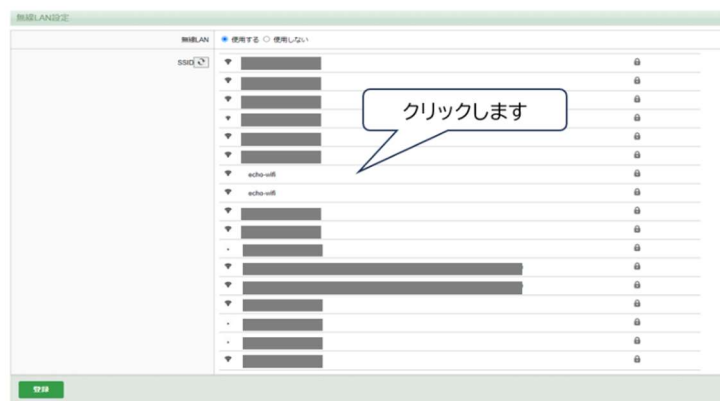 無線LAN設定
無線LAN 使用する 使用しない
SSID
クリックします
echo-wifi
echo-wifi
登録